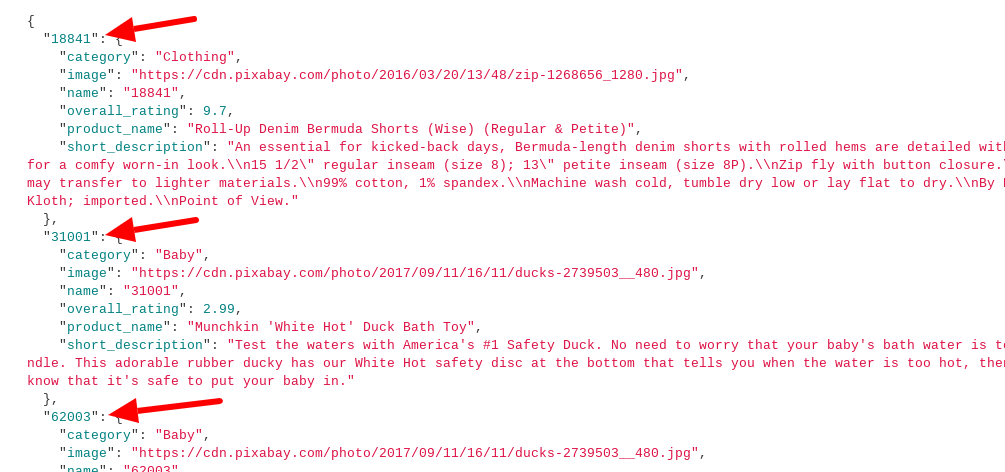 {
"18841": {
"category": "Clothing",
"image": "https://cdn.pixabay.com/photo/2016/03/20/13/48/zip-1268656_1280.jpg",
"name": "18841",
"overall_rating": 9.7,
"product_name": "Roll-Up Denim Bermuda Shorts (Wise) (Regular & Petite)",
"short_description": "An essential for kicked-back days, Bermuda-length denim shorts with rolled hems are detailed with
for a comfy worn-in look.\\n15 1/2\" regular inseam (size 8); 13\" petite inseam (size 8P).\\nZip fly with button closure.\
may transfer to lighter materials.\\n99% cotton, 1% spandex.\\nMachine wash cold, tumble dry low or lay flat to dry.\\nBy
Kloth; imported.\\nPoint of View."
},
"31001": {
"category": "Baby",
"image": "https://cdn.pixabay.com/photo/2017/09/11/16/11/ducks-2739503__480.jpg",
"name": "31001",
"overall_rating": 2.99,
"product_name": "Munchkin 'White Hot' Duck Bath Toy",
"short_description": "Test the waters with America's #1 Safety Duck. No need to worry that your baby's bath water is
ndle. This adorable rubber ducky has our White Hot safety disc at the bottom that tells you when the water is too hot,
know that it's safe to put your baby in."
},
"62003": {
"category": "Baby",
"image": "https://cdn.pixabay.com/photo/2017/09/11/16/11/ducks-2739503__480.jpg",
"name": "62003"